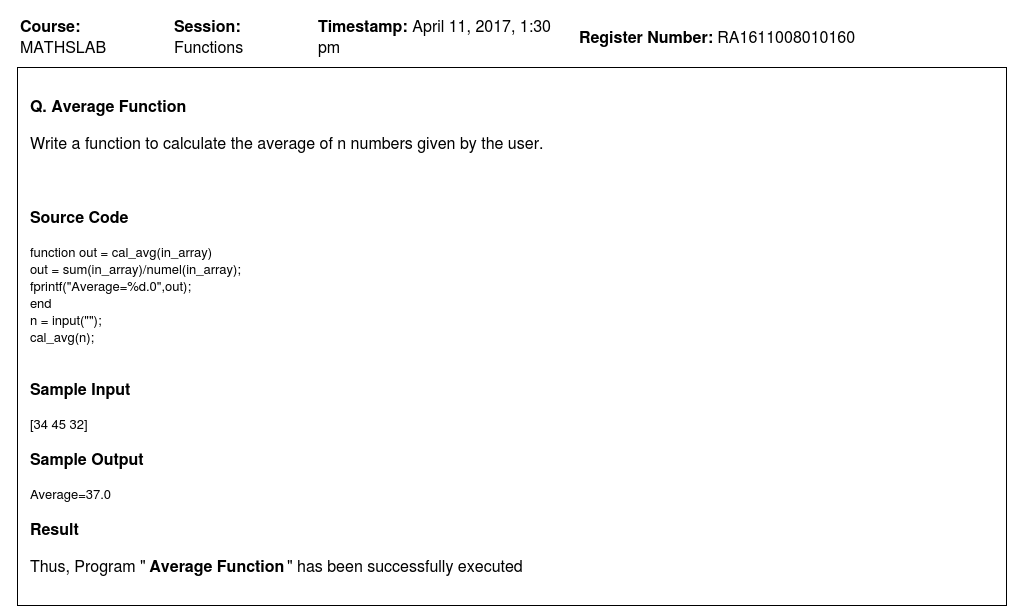 Course:
MATHSLAB
Session:
Functions
Timestamp: April 11, 2017, 1:30
pm
Register Number: RA1611008010160
Q. Average Function
Write a function to calculate the average of n numbers given by the user.
Source Code
function out = cal_avg(in_array)
out = sum(in_array)/numel(in_array);
fprintf("Average=%d.0",out);
end
n = input("");
cal_avg(n);
Sample Input
[34 45 32]
Sample Output
Average=37.0
Result
Thus, Program " Average Function " has been successfully executed